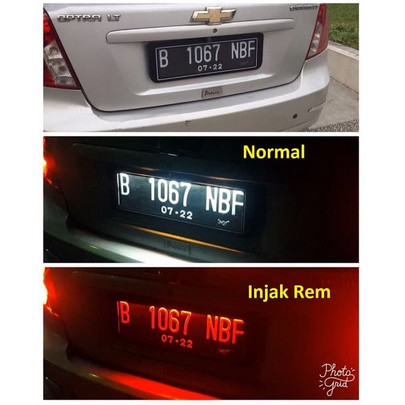 OPTRA LT
B 1067 NBF
07·22
Normal
B 1067 NBF
07·22
Injak Rem
B 1067 NBF
07·22
Photo
Grid